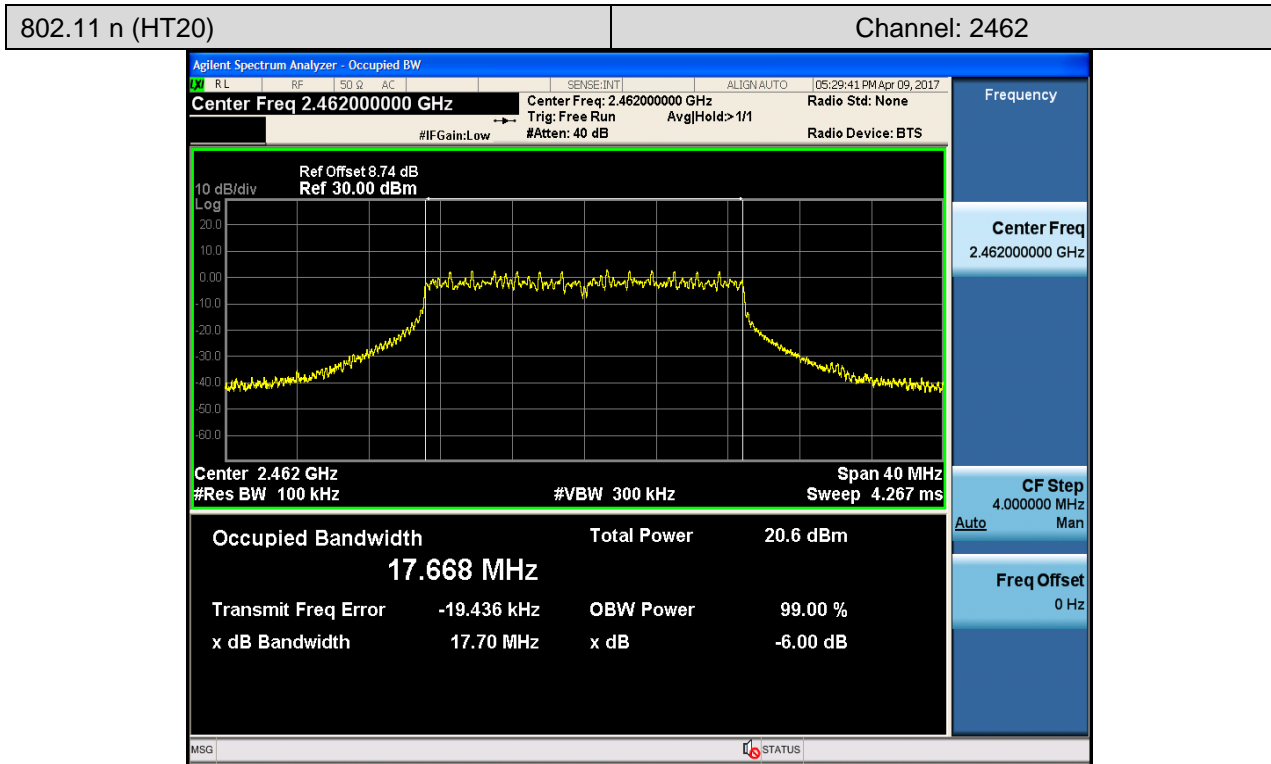 802.11 n (HT20) Channel: 2462
Agilent Spectrum Analyzer - Occupied BW
LXI RL RF 50 Ω AC SENSE:INT ALIGN AUTO 05:29:41 PM Apr 09, 2017
Center Freq 2.462000000 GHz
Center Freq: 2.462000000 GHz Radio Std: None
Trig: Free Run Avg|Hold:>1/1
#IFGain:Low #Atten: 40 dB Radio Device: BTS
Ref Offset 8.74 dB
10 dB/div Ref 30.00 dBm
Log
20.0
10.0
0.00
-10.0
-20.0
-30.0
-40.0
-50.0
-60.0
Center 2.462 GHz Span 40 MHz
#Res BW 100 kHz #VBW 300 kHz Sweep 4.267 ms
Occupied Bandwidth Total Power 20.6 dBm
17.668 MHz
Transmit Freq Error -19.436 kHz OBW Power 99.00 %
x dB Bandwidth 17.70 MHz x dB -6.00 dB
MSG STATUS
Frequency
Center Freq
2.462000000 GHz
CF Step
4.000000 MHz
Auto Man
Freq Offset
0 Hz